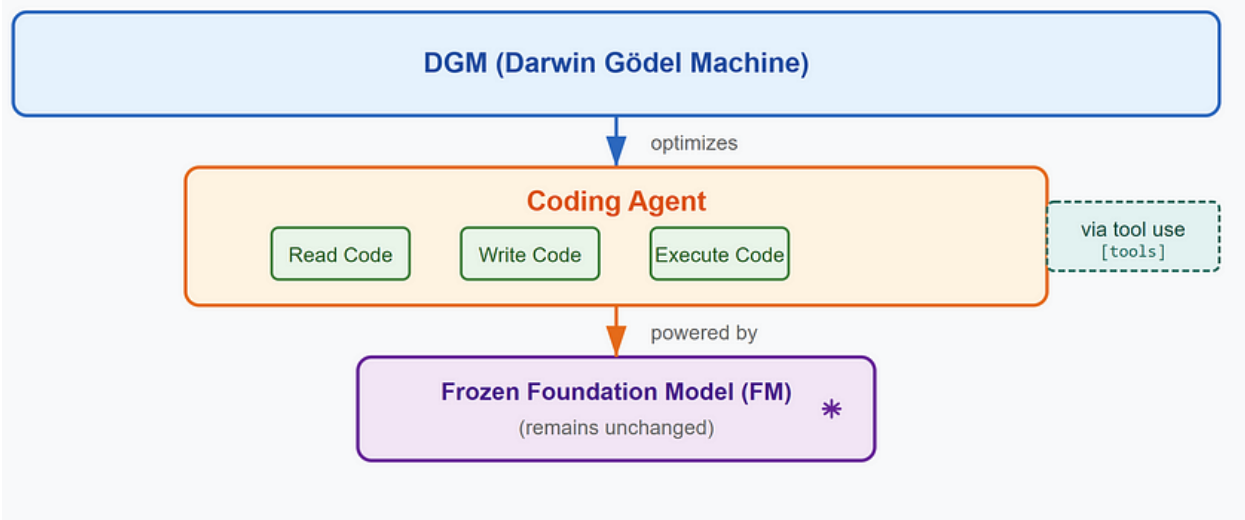 DGM (Darwin Gödel Machine)
optimizes
Coding Agent
Read Code
Write Code
Execute Code
via tool use
[tools]
powered by
Frozen Foundation Model (FM)
(remains unchanged)